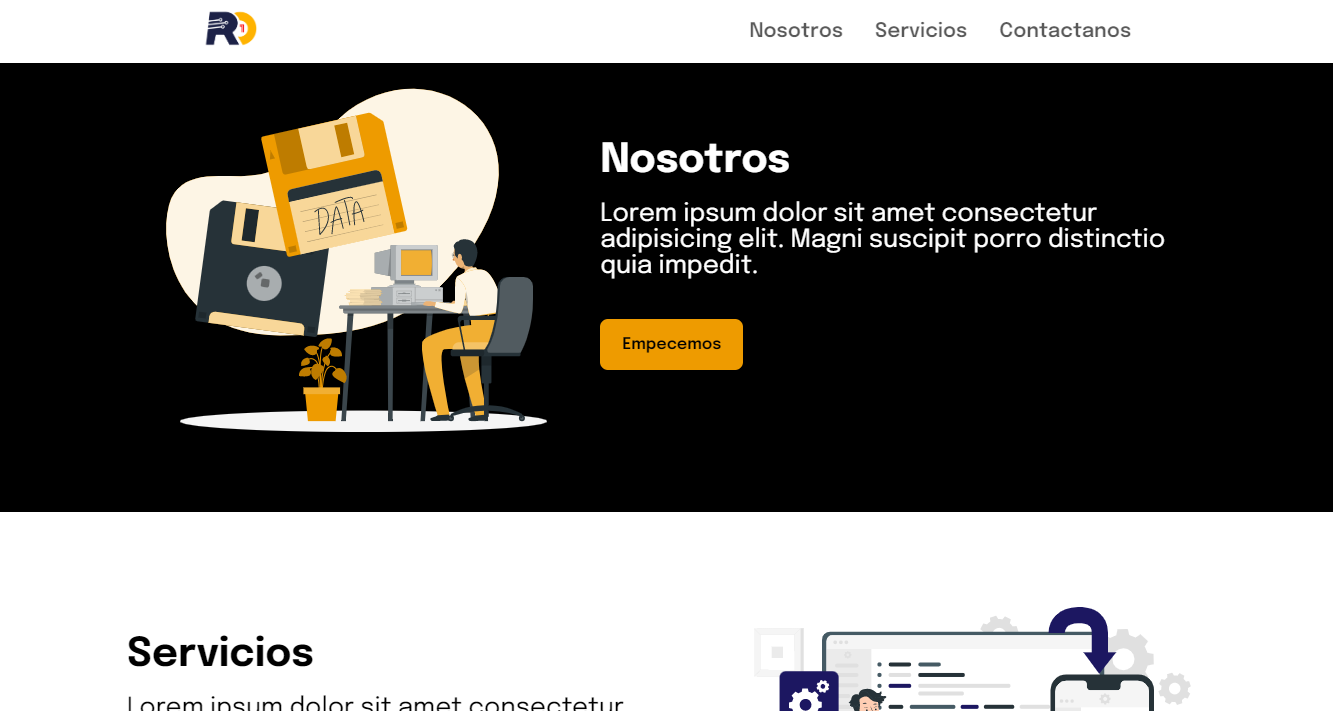 Nosotros Servicios Contactanos
DATA
Nosotros
Lorem ipsum dolor sit amet consectetur
adipisicing elit. Magni suscipit porro distinctio
quia impedit.
Empecemos
Servicios
Lorem ipsum dolor sit amet consectetur